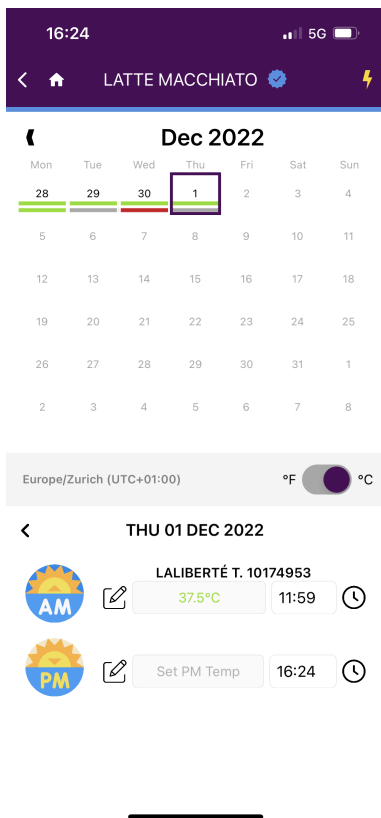 16:24 5G
LATTE MACCHIATO
Dec 2022
Mon Tue Wed Thu Fri Sat Sun
28 29 30 1 2 3 4
5 6 7 8 9 10 11
12 13 14 15 16 17 18
19 20 21 22 23 24 25
26 27 28 29 30 31 1
2 3 4 5 6 7 8
Europe/Zurich (UTC+01:00) °F °C
THU 01 DEC 2022
LALIBERTÉ T. 10174953
AM 37.5°C 11:59
PM Set PM Temp 16:24